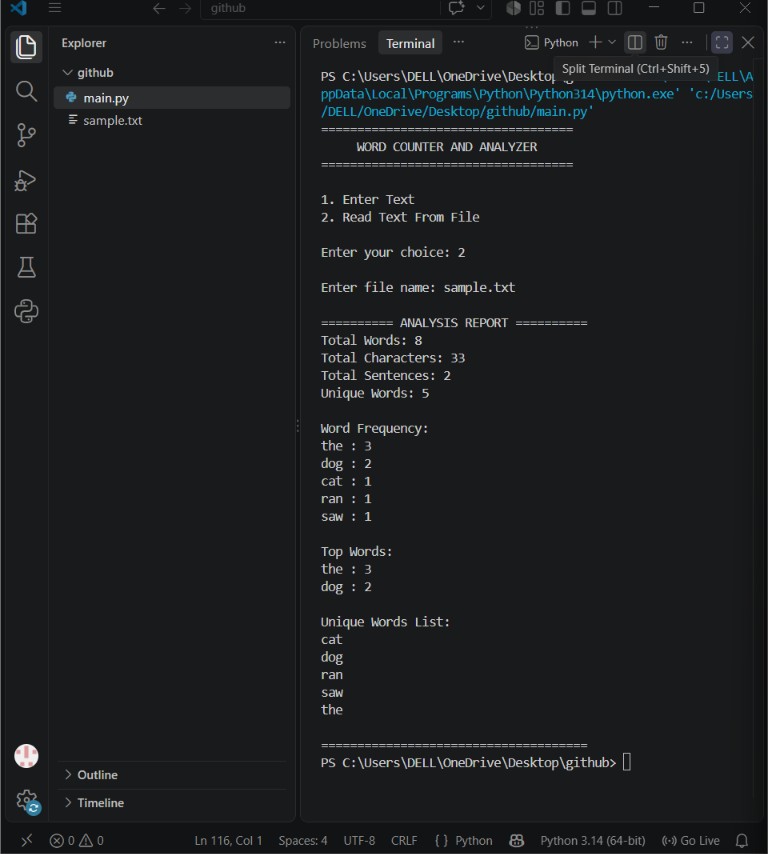 github
Explorer
github
main.py
sample.txt
Outline
Timeline
Problems
Terminal
Python
Split Terminal (Ctrl+Shift+5)
PS C:\Users\DELL\OneDrive\Desktop\
ELL\A
ppData\Local\Programs\Python\Python314\python.exe' 'c:/Users
/DELL/OneDrive/Desktop/github/main.py'
===================================
WORD COUNTER AND ANALYZER
===================================
1. Enter Text
2. Read Text From File
Enter your choice: 2
Enter file name: sample.txt
========== ANALYSIS REPORT ==========
Total Words: 8
Total Characters: 33
Total Sentences: 2
Unique Words: 5
Word Frequency:
the : 3
dog : 2
cat : 1
ran : 1
saw : 1
Top Words:
the : 3
dog : 2
Unique Words List:
cat
dog
ran
saw
the
=====================================
PS C:\Users\DELL\OneDrive\Desktop\github>
0 0 Ln 116, Col 1 Spaces: 4 UTF-8 CRLF { } Python Python 3.14 (64-bit) Go Live